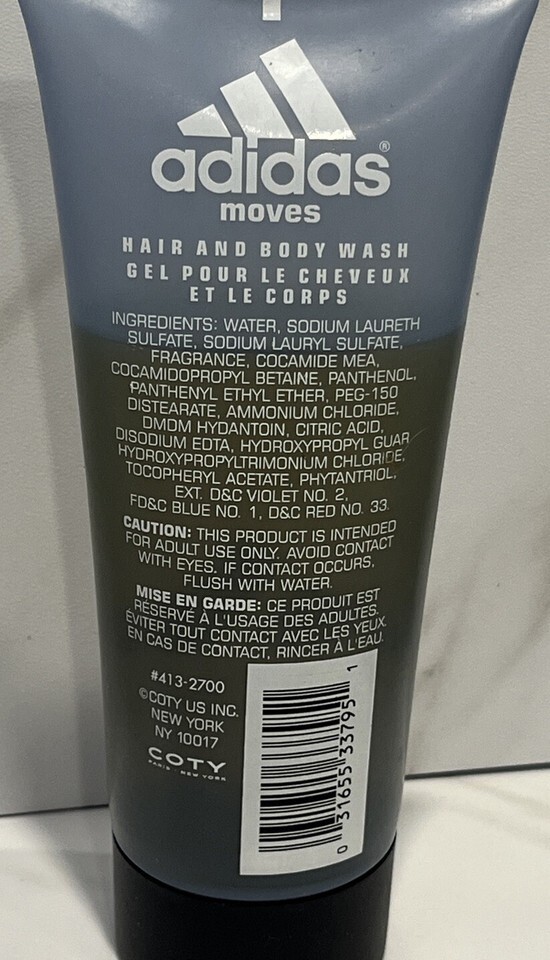 adidas®
moves
HAIR AND BODY WASH
GEL POUR LE CHEVEUX
ET LE CORPS
INGREDIENTS: WATER, SODIUM LAURETH
SULFATE, SODIUM LAURYL SULFATE,
FRAGRANCE, COCAMIDE MEA,
COCAMIDOPROPYL BETAINE, PANTHENOL,
PANTHENYL ETHYL ETHER, PEG-150
DISTEARATE, AMMONIUM CHLORIDE,
DMDM HYDANTOIN, CITRIC ACID,
DISODIUM EDTA, HYDROXYPROPYL GUAR
HYDROXYPROPYLTRIMONIUM CHLORIDE,
TOCOPHERYL ACETATE, PHYTANTRIOL,
EXT. D&C VIOLET NO. 2,
FD&C BLUE NO. 1, D&C RED NO. 33.
CAUTION: THIS PRODUCT IS INTENDED
FOR ADULT USE ONLY. AVOID CONTACT
WITH EYES. IF CONTACT OCCURS,
FLUSH WITH WATER.
MISE EN GARDE: CE PRODUIT EST
RÉSERVÉ À L'USAGE DES ADULTES.
ÉVITER TOUT CONTACT AVEC LES YEUX.
EN CAS DE CONTACT, RINCER À L'EAU.
#413-2700
©COTY US INC.
NEW YORK
NY 10017
COTY
PARIS - NEW YORK
0 31655 33795 1